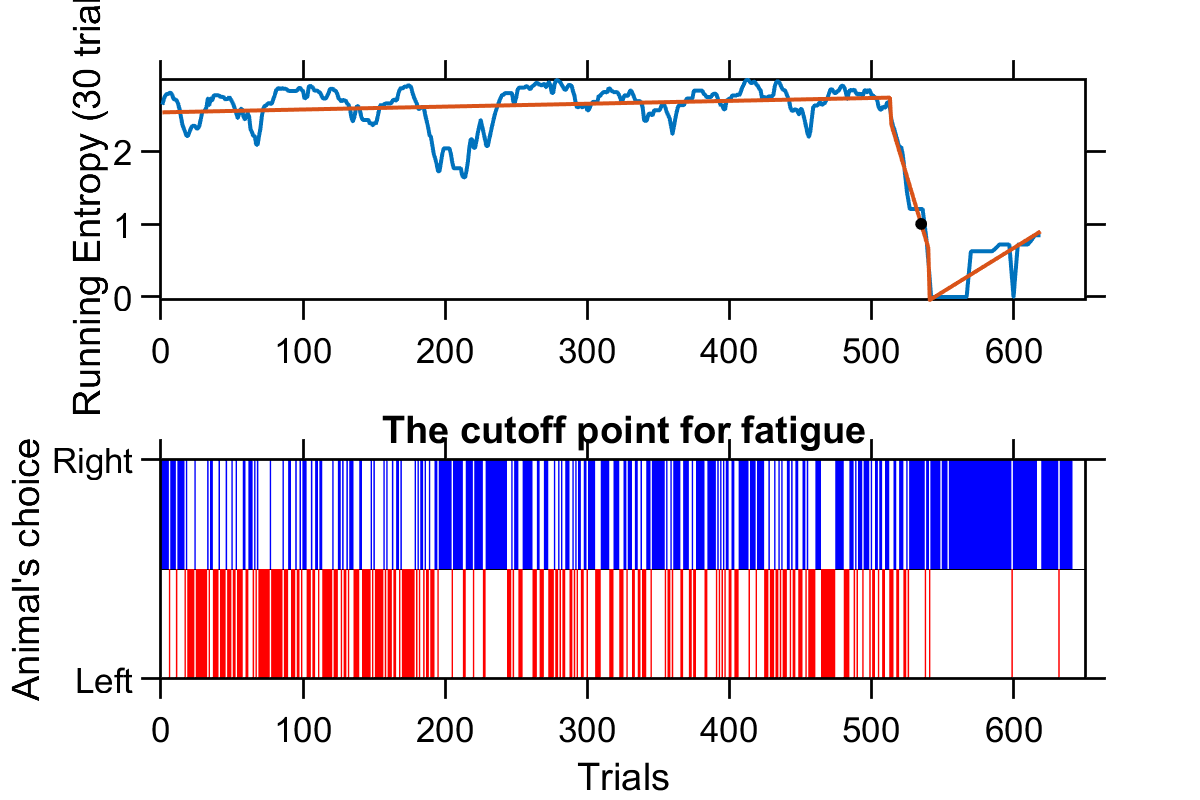 Running Entropy (30 trial
2
1
0
0 100 200 300 400 500 600
The cutoff point for fatigue
Animal's choice
Right
Left
0 100 200 300 400 500 600
Trials